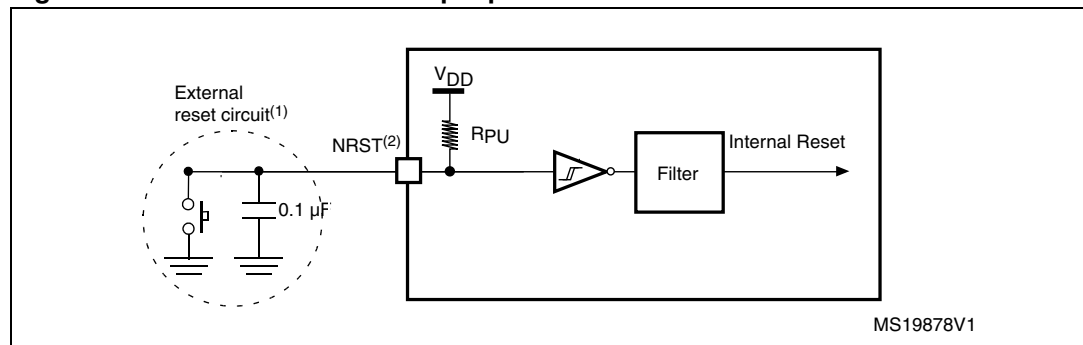 External
reset circuit(1)
NRST(2)
VDD
RPU
0.1 µF
Filter
Internal Reset
MS19878V1